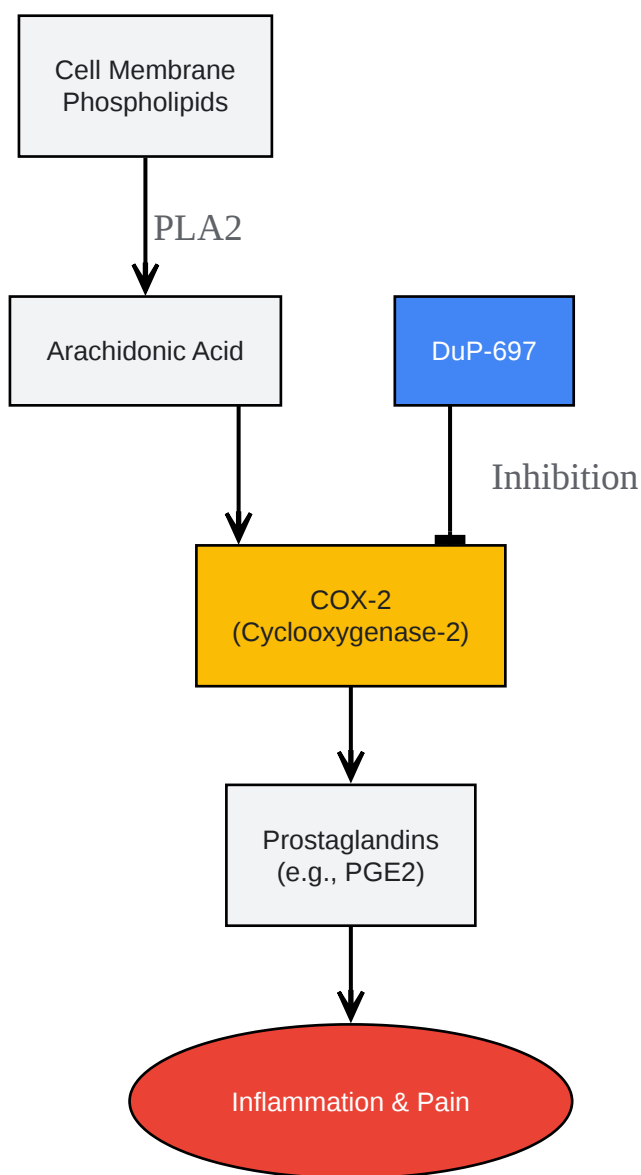 Cell Membrane
Phospholipids
PLA2
Arachidonic Acid
DuP-697
Inhibition
COX-2
(Cyclooxygenase-2)
Prostaglandins
(e.g., PGE2)
Inflammation & Pain